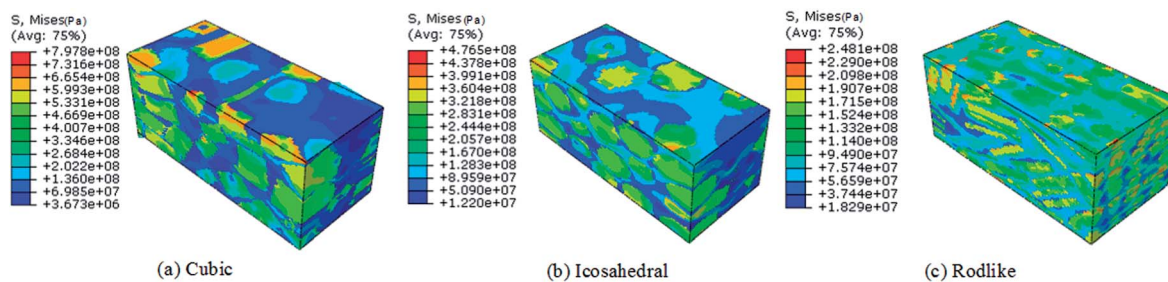 S, Mises(Pa)
(Avg: 75%)
+7.978e+08
+7.316e+08
+6.654e+08
+5.993e+08
+5.331e+08
+4.669e+08
+4.007e+08
+3.346e+08
+2.684e+08
+2.022e+08
+1.360e+08
+6.985e+07
+3.673e+06
(a) Cubic
S, Mises(Pa)
(Avg: 75%)
+4.765e+08
+4.378e+08
+3.991e+08
+3.604e+08
+3.218e+08
+2.831e+08
+2.444e+08
+2.057e+08
+1.670e+08
+1.283e+08
+8.959e+07
+5.090e+07
+1.220e+07
(b) Icosahedral
S, Mises(Pa)
(Avg: 75%)
+2.481e+08
+2.290e+08
+2.098e+08
+1.907e+08
+1.715e+08
+1.524e+08
+1.332e+08
+1.140e+08
+9.490e+07
+7.574e+07
+5.659e+07
+3.744e+07
+1.829e+07
(c) Rodlike